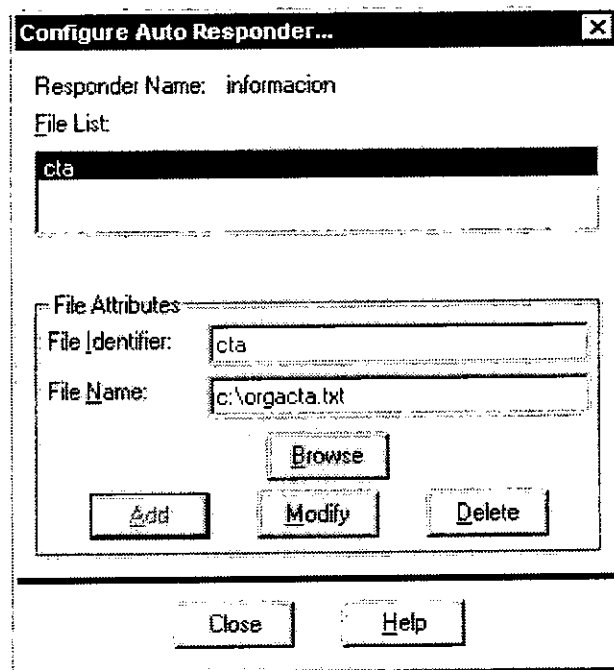 Configure Auto Responder...
Responder Name: informacion
File List:
cta
File Attributes
File Identifier: cta
File Name: c:\orgacta.txt
Browse
Add Modify Delete
Close Help